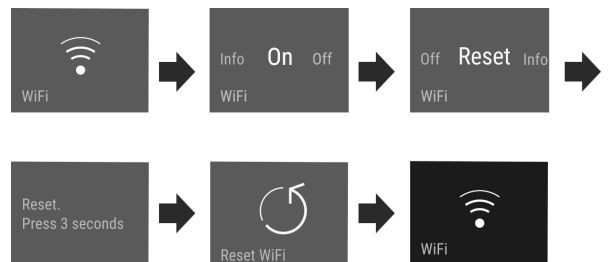 WiFi
Info On Off
WiFi
Off Reset Info
WiFi
Reset.
Press 3 seconds
Reset WiFi
WiFi